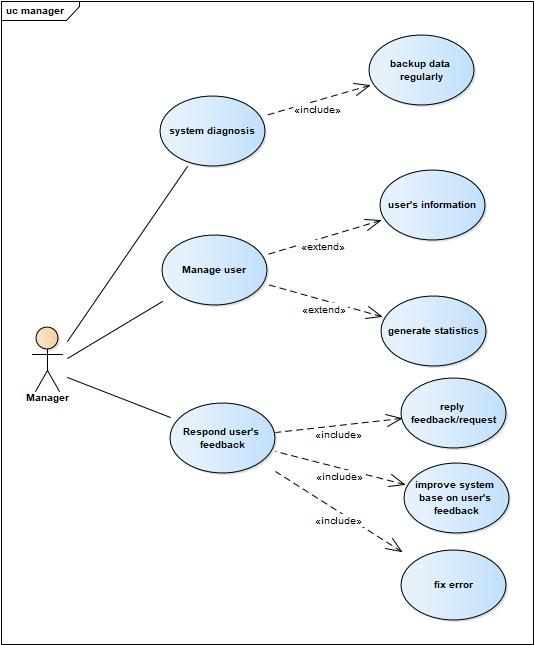 uc manager
backup data
regularly
«include»
system diagnosis
user's information
«extend»
Manage user
«extend»
generate statistics
Manager
reply
feedback/request
Respond user's
feedback
«include»
«include»
improve system
base on user's
feedback
«include»
fix error